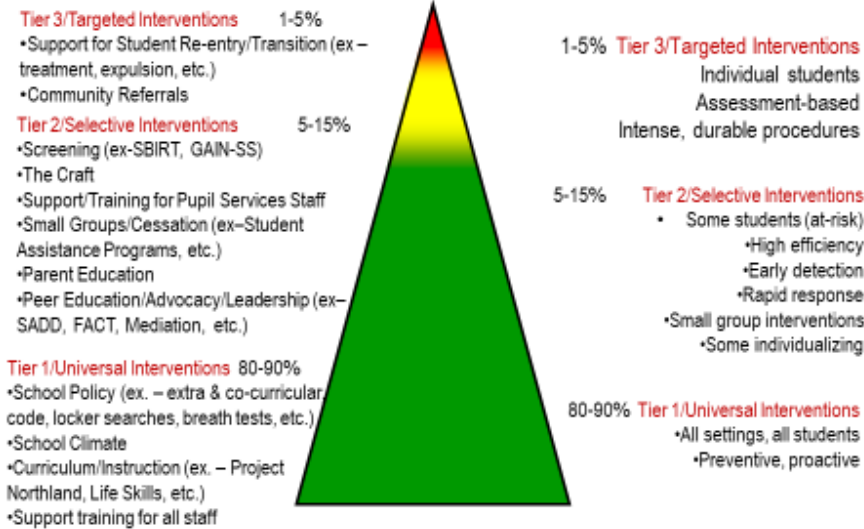 Tier 3/Targeted Interventions 1-5%
•Support for Student Re-entry/Transition (ex –
treatment, expulsion, etc.)
•Community Referrals
Tier 2/Selective Interventions 5-15%
•Screening (ex-SBIRT, GAIN-SS)
•The Craft
•Support/Training for Pupil Services Staff
•Small Groups/Cessation (ex–Student
Assistance Programs, etc.)
•Parent Education
•Peer Education/Advocacy/Leadership (ex–
SADD, FACT, Mediation, etc.)
Tier 1/Universal Interventions 80-90%
•School Policy (ex. – extra & co-curricular
code, locker searches, breath tests, etc.)
•School Climate
•Curriculum/Instruction (ex. – Project
Northland, Life Skills, etc.)
•Support training for all staff
1-5% Tier 3/Targeted Interventions
Individual students
Assessment-based
Intense, durable procedures
5-15% Tier 2/Selective Interventions
• Some students (at-risk)
•High efficiency
•Early detection
•Rapid response
•Small group interventions
•Some individualizing
80-90% Tier 1/Universal Interventions
•All settings, all students
•Preventive, proactive